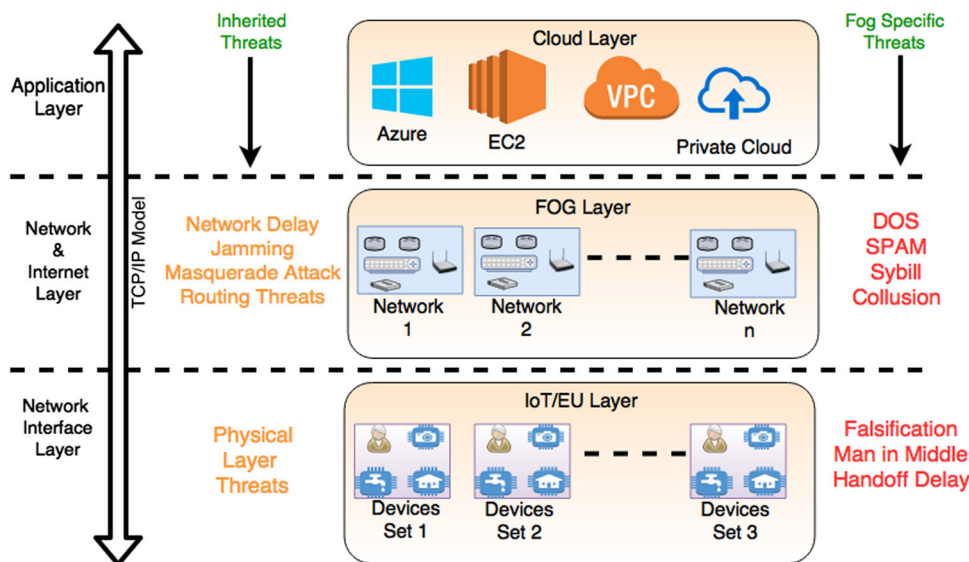 Inherited
Threats
Cloud Layer
Fog Specific
Threats
Application
Layer
Azure
EC2
VPC
Private Cloud
TCP/IP Model
Network
&
Internet
Layer
Network Delay
Jamming
Masquerade Attack
Routing Threats
FOG Layer
Network
1
Network
2
Network
n
DOS
SPAM
Sybill
Collusion
Network
Interface
Layer
Physical
Layer
Threats
IoT/EU Layer
Devices
Set 1
Devices
Set 2
Devices
Set 3
Falsification
Man in Middle
Handoff Delay